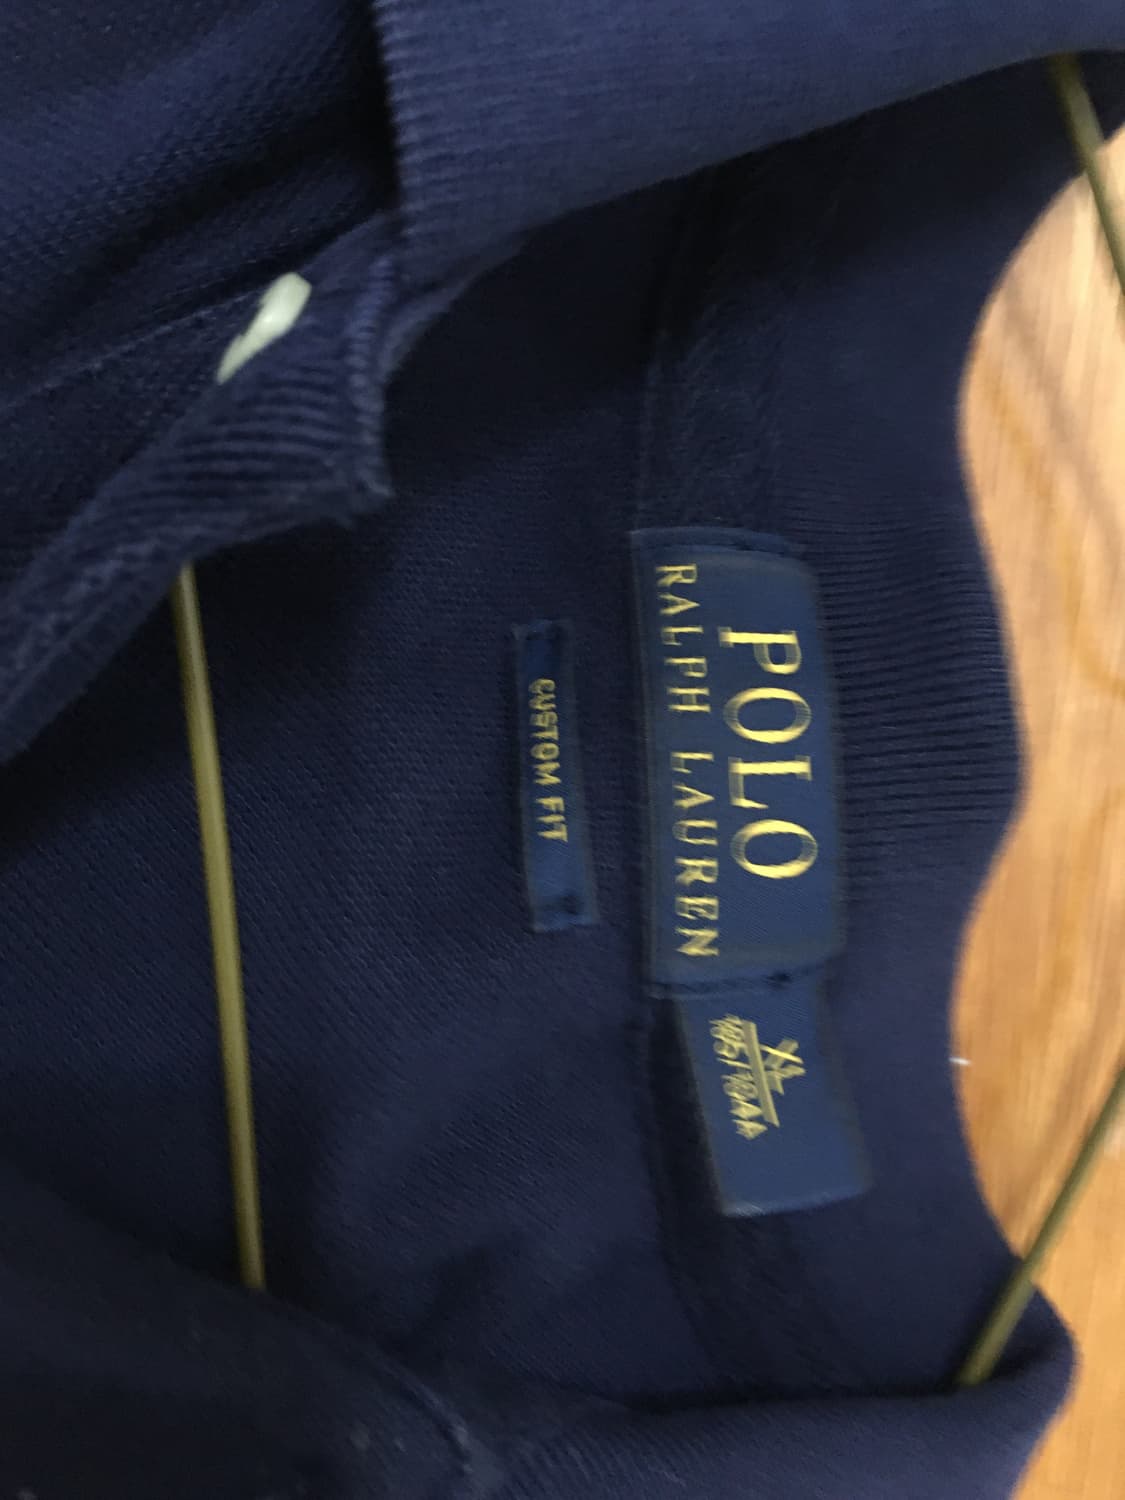 POLO
RALPH LAUREN
CUSTOM FIT
XL